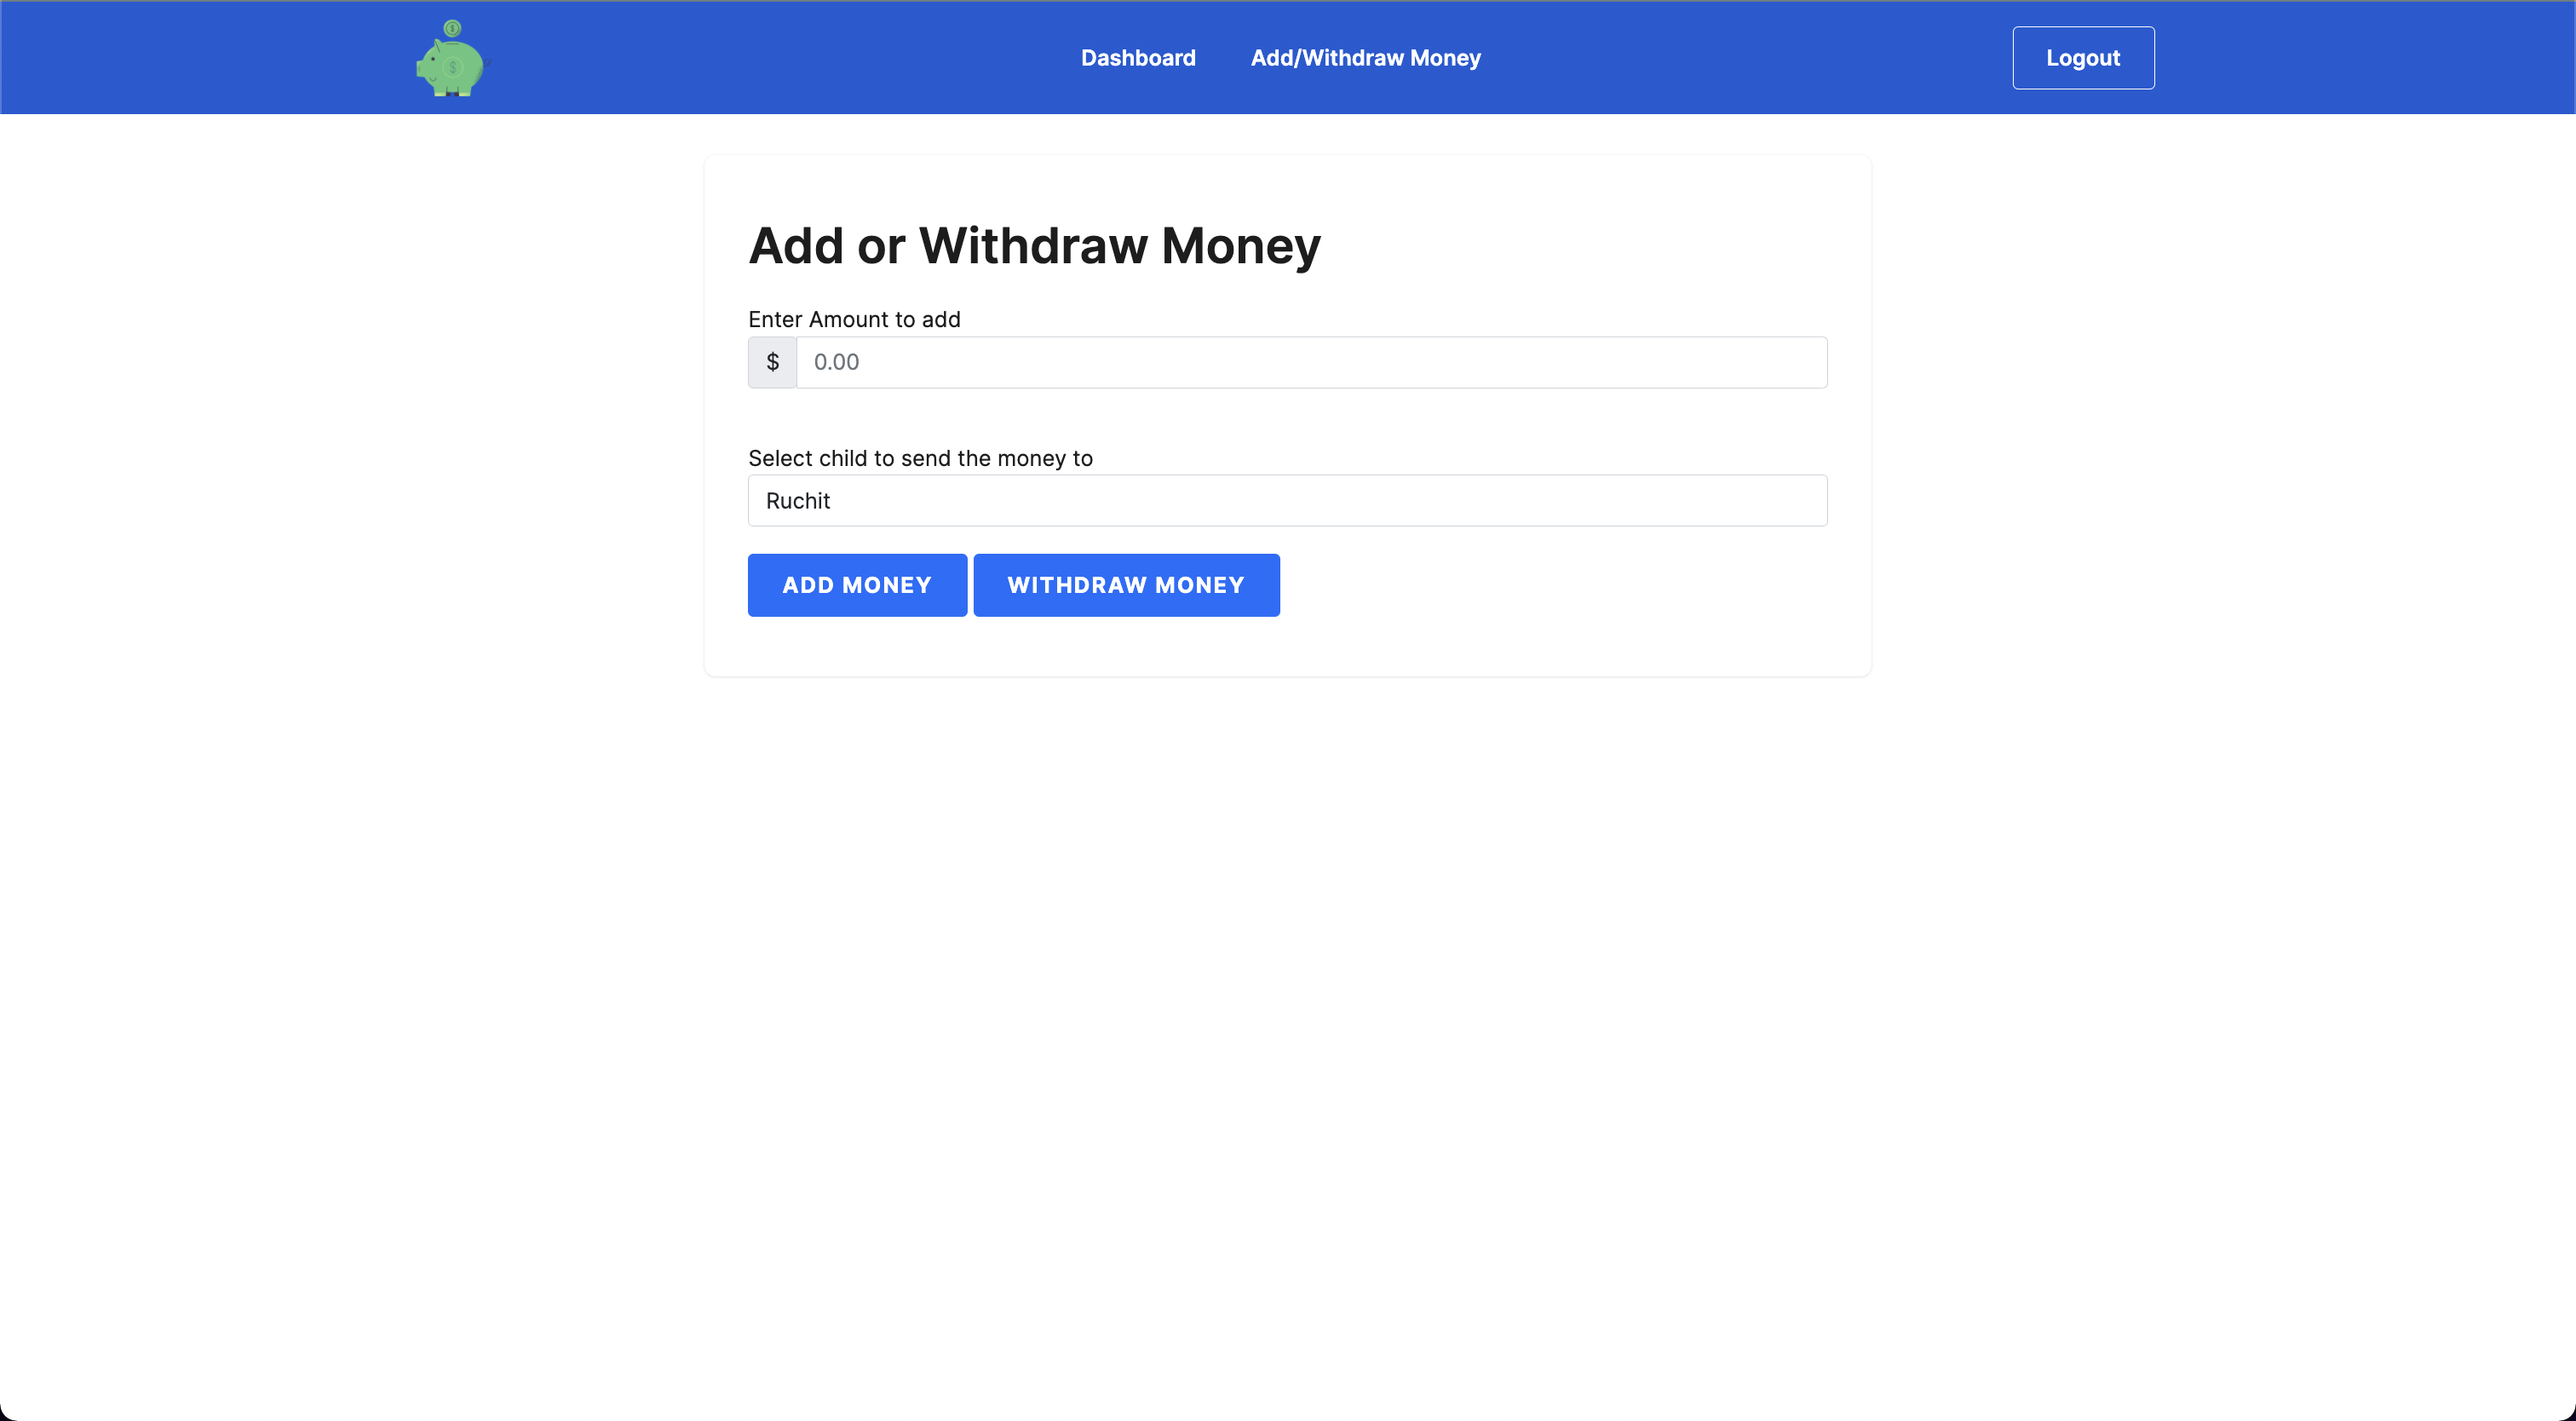 Dashboard
Add/Withdraw Money
Logout
Add or Withdraw Money
Enter Amount to add
$ 0.00
Select child to send the money to
Ruchit
ADD MONEY
WITHDRAW MONEY